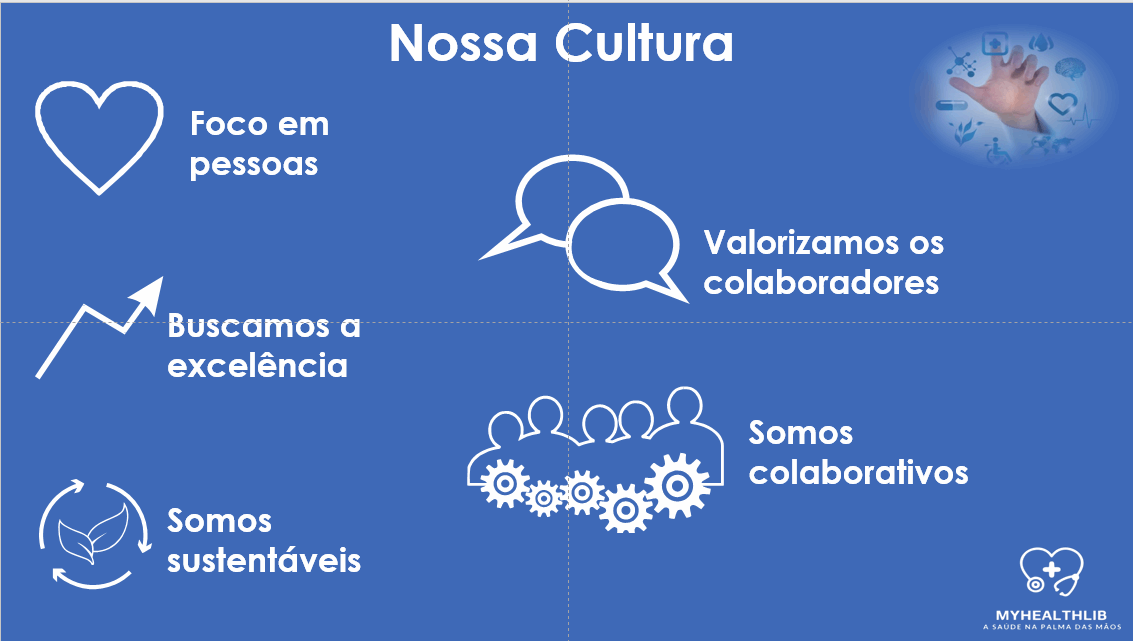 Nossa Cultura
Foco em
pessoas
Buscamos a
excelência
Somos
sustentáveis
Valorizamos os
colaboradores
Somos
colaborativos
MYHEALTHLIB
A SAÚDE NA PALMA DAS MÃOS